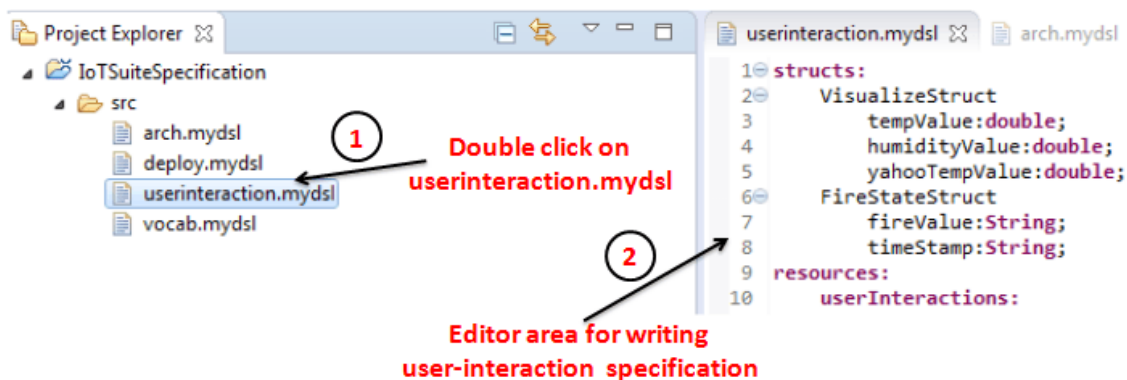 Project Explorer
IoTSuiteSpecification
src
arch.mydsl
deploy.mydsl
userinteraction.mydsl
vocab.mydsl
1
Double click on
userinteraction.mydsl
2
Editor area for writing
user-interaction specification
userinteraction.mydsl
arch.mydsl
1 structs:
2 VisualizeStruct
3 tempValue:double;
4 humidityValue:double;
5 yahooTempValue:double;
6 FireStateStruct
7 fireValue:String;
8 timeStamp:String;
9 resources:
10 userInteractions: